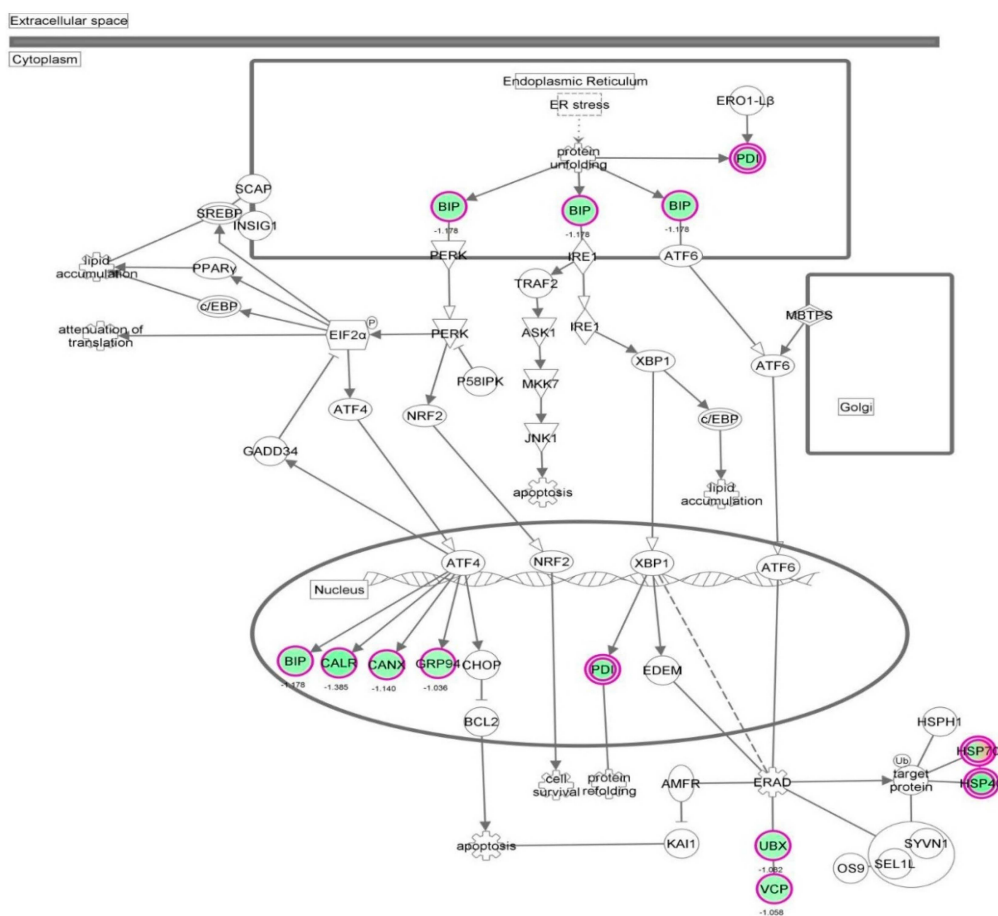 Extracellular space
Cytoplasm
Endoplasmic Reticulum
ER stress
ERO1-Lβ
protein
unfolding
PDI
SCAP
SREBP
INSIG1
BIP
-1.178
BIP
-1.178
BIP
-1.178
PERK
IRE1
ATF6
lipid
accumulation
PPARγ
TRAF2
c/EBP
MBTPS
attenuation of
translation
EIF2α
P
PERK
ASK1
IRE1
XBP1
ATF6
P58IPK
MKK7
Golgi
ATF4
NRF2
c/EBP
JNK1
GADD34
apoptosis
lipid
accumulation
ATF4
NRF2
XBP1
ATF6
Nucleus
BIP
-1.178
CALR
-1.385
CANX
-1.140
GRP94
-1.036
CHOP
PDI
EDEM
BCL2
HSPH1
HSP70
Ub
target
protein
HSP40
cell
survival
protein
refolding
AMFR
ERAD
apoptosis
KAI1
UBX
-1.082
VCP
-1.058
SYVN1
SEL1L
OS9